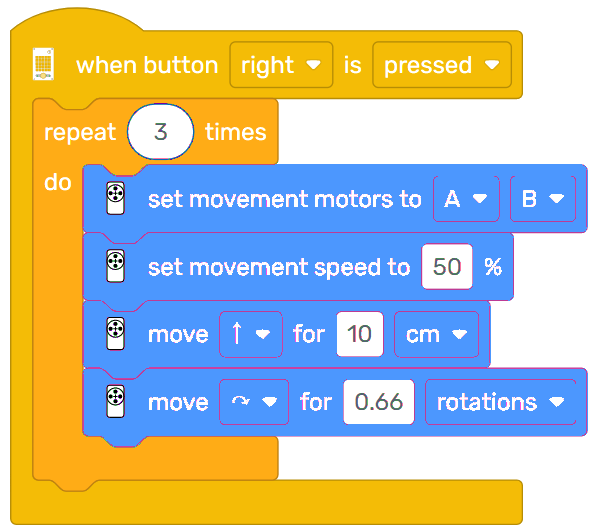 when button right is pressed
repeat 3 times
do
set movement motors to A B
set movement speed to 50 %
move ↑ for 10 cm
move ↷ for 0.66 rotations